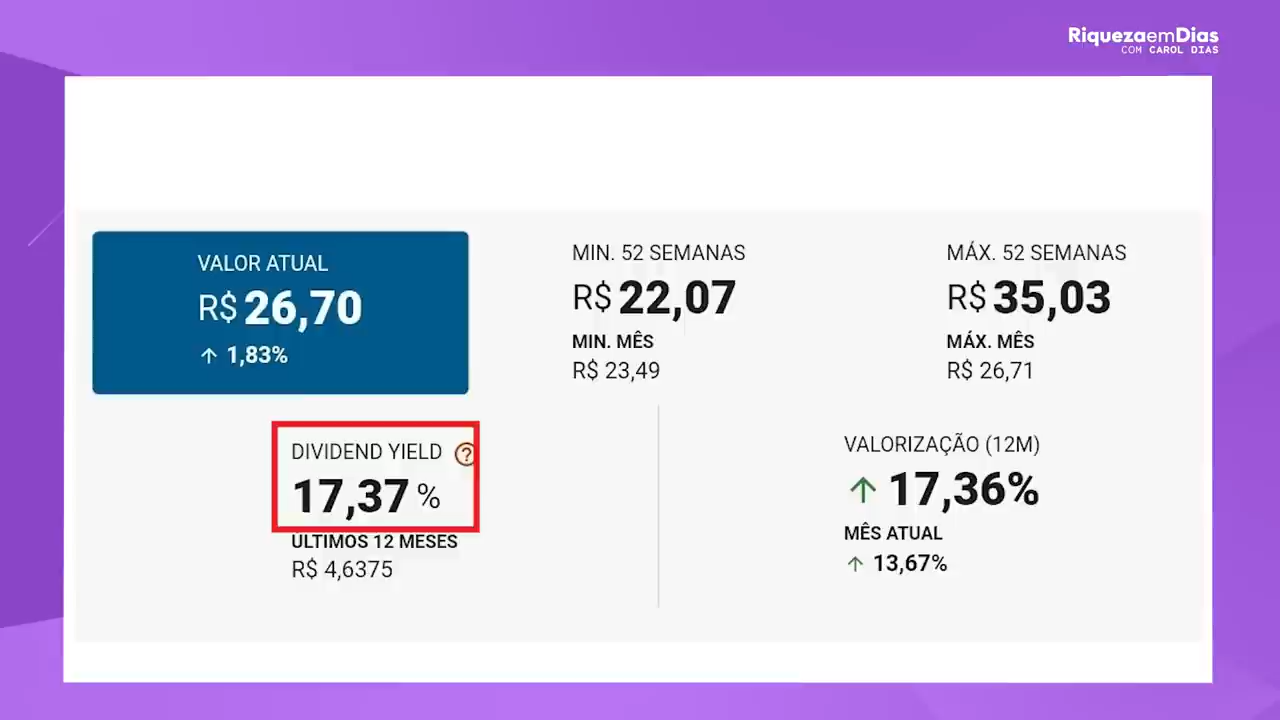 RiquezaemDias
COM CAROL DIAS
VALOR ATUAL
R$ 26,70
↑ 1,83%
MIN. 52 SEMANAS
R$ 22,07
MIN. MÊS
R$ 23,49
MÁX. 52 SEMANAS
R$ 35,03
MÁX. MÊS
R$ 26,71
DIVIDEND YIELD ?
17,37 %
ÚLTIMOS 12 MESES
R$ 4,6375
VALORIZAÇÃO (12M)
↑ 17,36%
MÊS ATUAL
↑ 13,67%